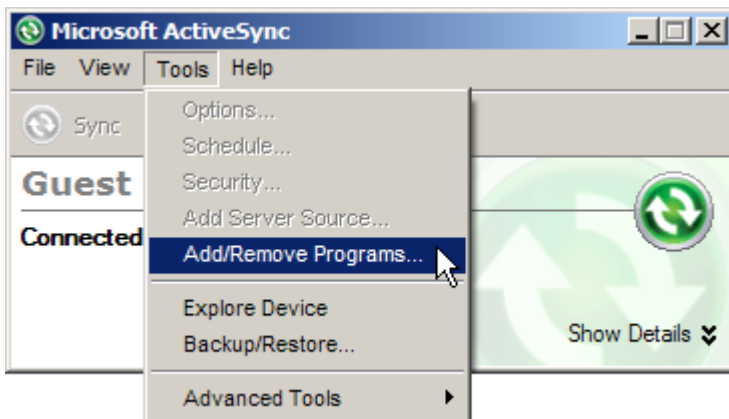 Microsoft ActiveSync
File View Tools Help
Sync
Options...
Schedule...
Guest
Security...
Add Server Source...
Connected
Add/Remove Programs...
Explore Device
Show Details
Backup/Restore...
Advanced Tools